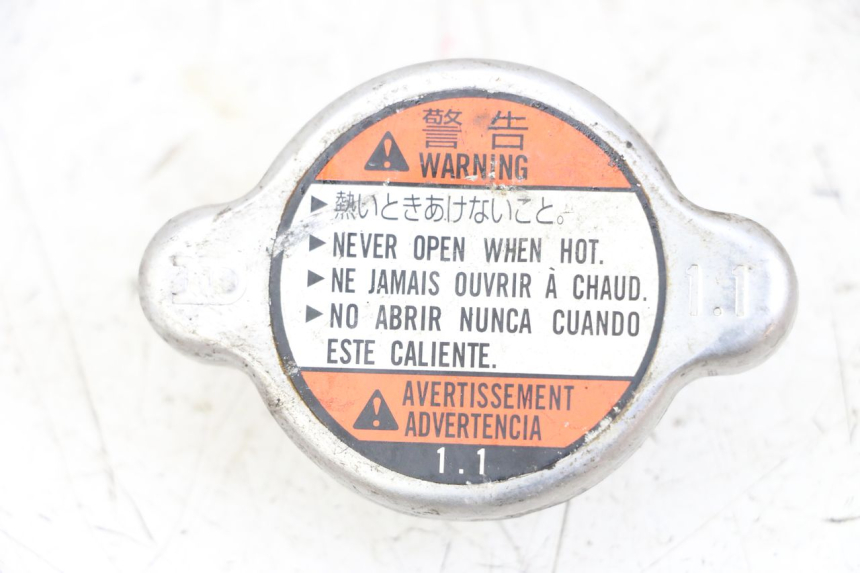 警告
WARNING
▶熱いときあけないこと。
▶NEVER OPEN WHEN HOT.
▶NE JAMAIS OUVRIR À CHAUD.
▶NO ABRIR NUNCA CUANDO
ESTE CALIENTE.
AVERTISSEMENT
ADVERTENCIA
1.1
1.1